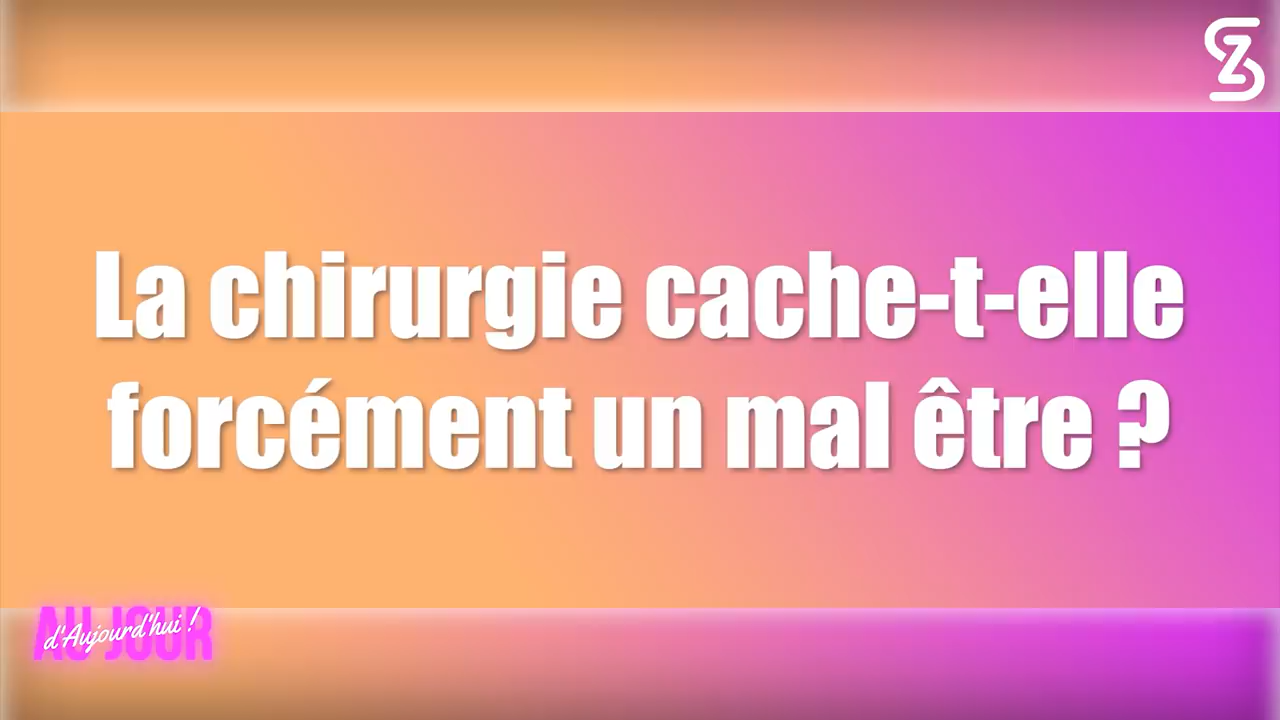 La chirurgie cache-t-elle
forcément un mal être ?
AU JOUR
d'Aujourd'hui !